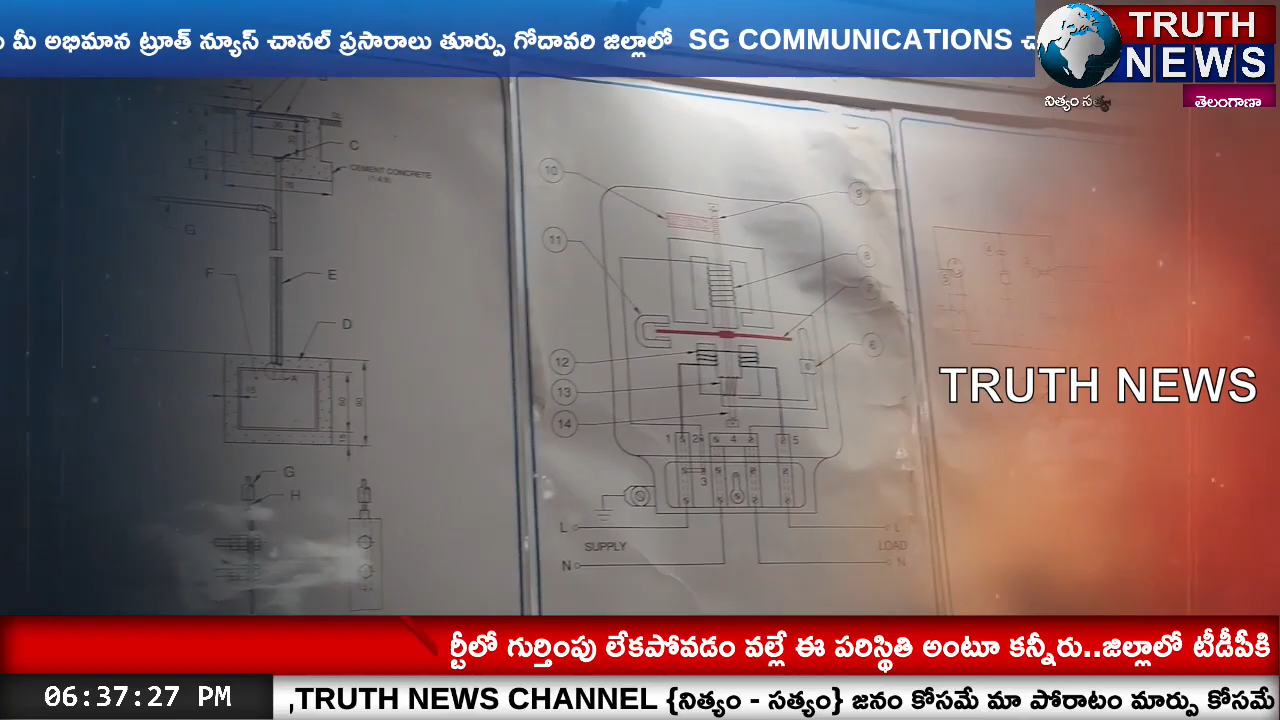 మీ అభిమాన ట్రూత్ న్యూస్ చానల్ ప్రసారాలు తూర్పు గోదావరి జిల్లాలో SG COMMUNICATIONS
TRUTH
NEWS
నిత్యం సత్యం
తెలంగాణా
C
CEMENT CONCRETE
G
F
E
D
A
15
G
H
10
9
11
8
7
6
12
13
14
1
2
4
5
3
L
SUPPLY
N
L
LOAD
N
TRUTH NEWS
ర్టీలో గుర్తింపు లేకపోవడం వల్లే ఈ పరిస్థితి అంటూ కన్నీరు..జిల్లాలో టీడీపీకి
06:37:27 PM
,TRUTH NEWS CHANNEL {నిత్యం - సత్యం} జనం కోసమే మా పోరాటం మార్పు కోసమే